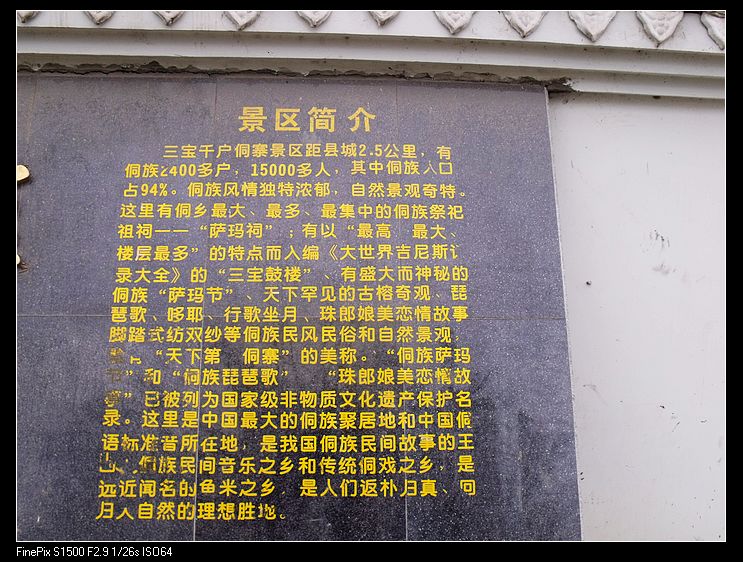 景区简介
三宝千户侗寨景区距县城2.5公里，有
侗族2400多户，15000多人，其中侗族人口
占94%。侗族风情独特浓郁，自然景观奇特。
这里有侗乡最大、最多、最集中的侗族祭祀
祖祠——“萨玛祠”；有以“最高 最大、
楼层最多”的特点而入编《大世界吉尼斯
录大全》的“三宝鼓楼”、有盛大而神秘的
侗族“萨玛节”、天下罕见的古榕奇观、琵
琶歌、哆耶、行歌坐月、珠郎娘美恋情故事
脚踏式纺双纱等侗族民风民俗和自然景观，
“天下第 侗寨”的美称。“侗族萨玛
节”和“侗族琵琶歌” “珠郎娘美恋情故
事”已被列为国家级非物质文化遗产保护名
录。这里是中国最大的侗族聚居地和中国侗
语标准音所在地，是我国侗族民间故事的王
族民间音乐之乡和传统侗戏之乡，是
远近闻名的鱼米之乡，是人们返朴归真、回
归大自然的理想胜地。
FinePix S1500 F2.9 1/26s ISO64